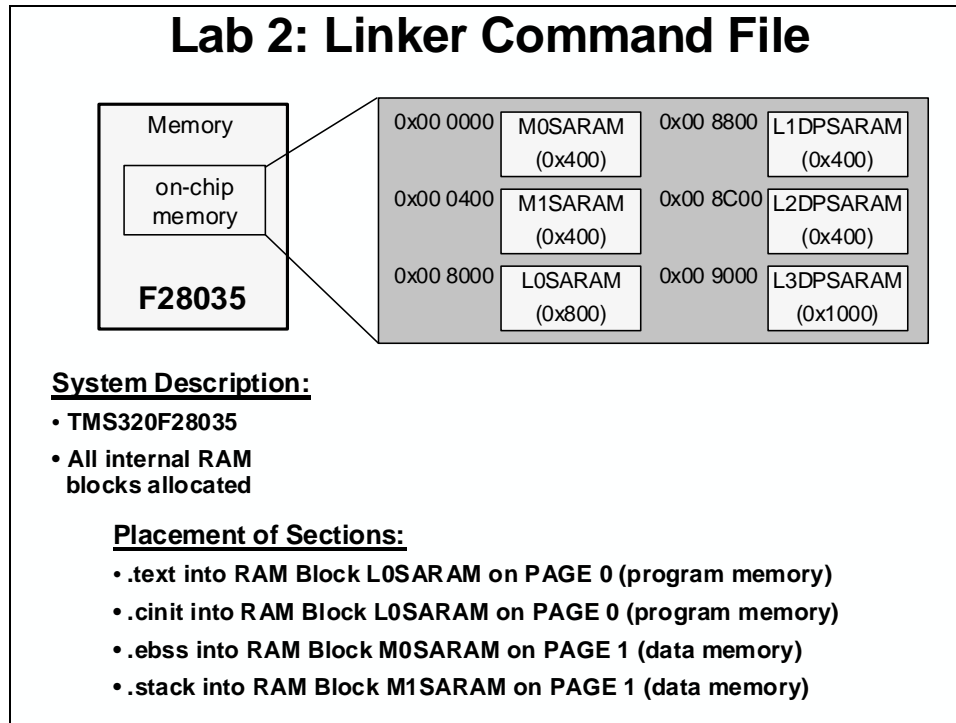 Lab 2: Linker Command File
Memory
on-chip
memory
F28035
0x00 0000
M0SARAM
(0x400)
0x00 0400
M1SARAM
(0x400)
0x00 8000
L0SARAM
(0x800)
0x00 8800
L1DPSARAM
(0x400)
0x00 8C00
L2DPSARAM
(0x400)
0x00 9000
L3DPSARAM
(0x1000)
System Description:
• TMS320F28035
• All internal RAM
blocks allocated
Placement of Sections:
• .text into RAM Block L0SARAM on PAGE 0 (program memory)
• .cinit into RAM Block L0SARAM on PAGE 0 (program memory)
• .ebss into RAM Block M0SARAM on PAGE 1 (data memory)
• .stack into RAM Block M1SARAM on PAGE 1 (data memory)